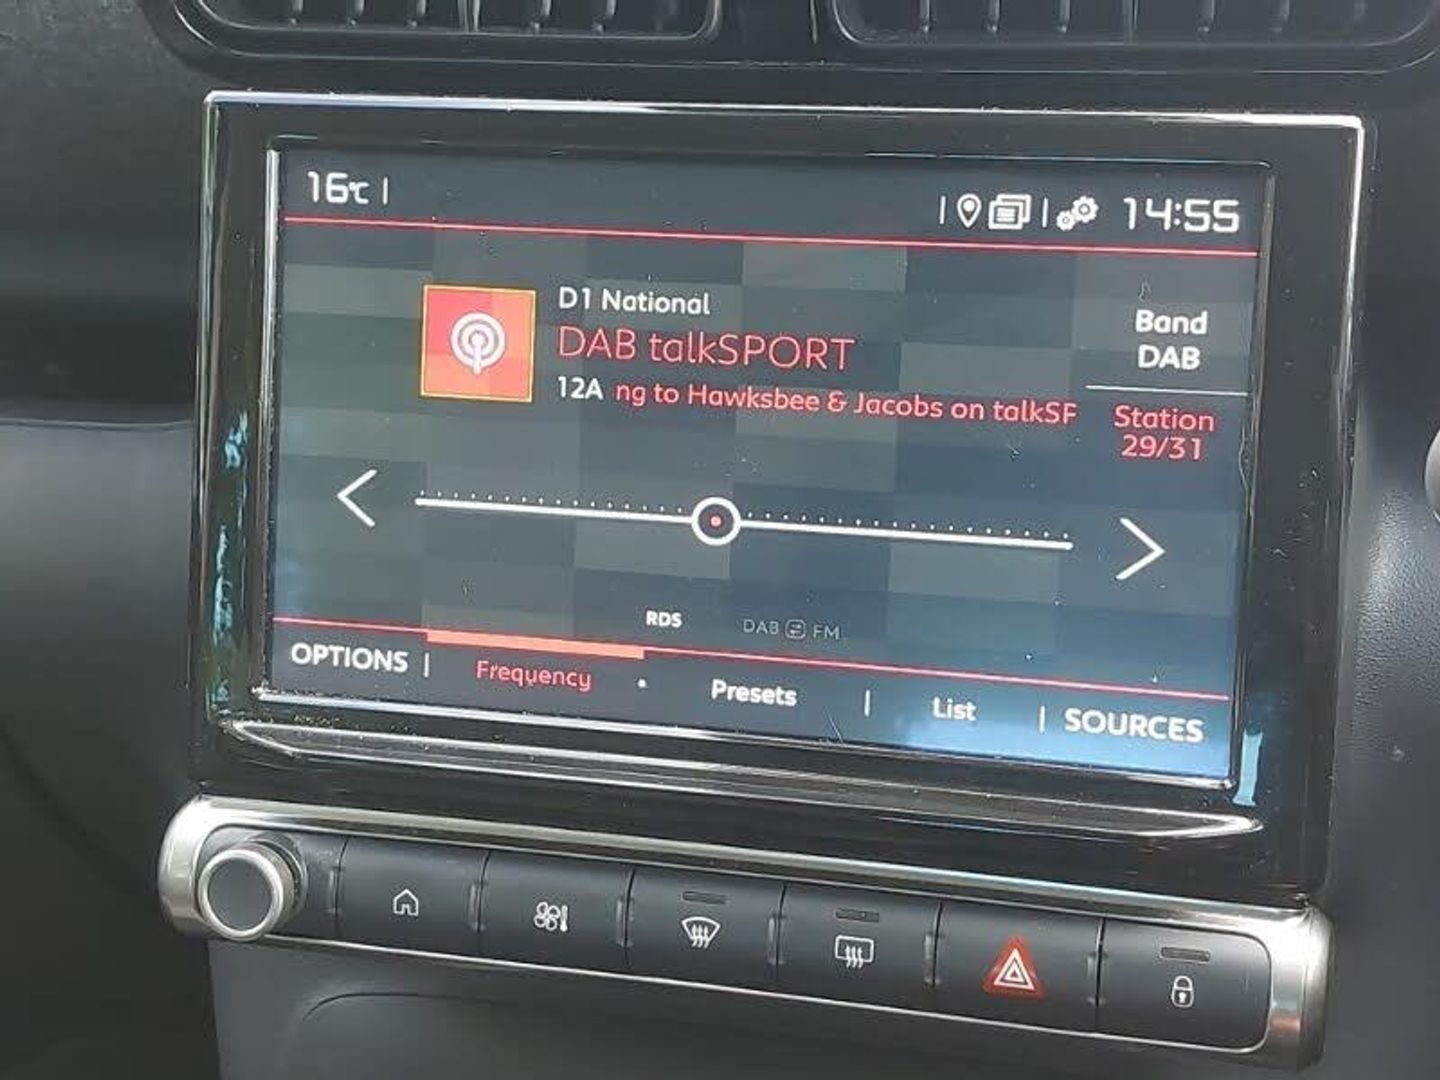 16°C
14:55
D1 National
DAB talkSPORT
12A ng to Hawksbee & Jacobs on talkSP
Band
DAB
Station
29/31
RDS
DAB FM
OPTIONS
Frequency
Presets
List
SOURCES